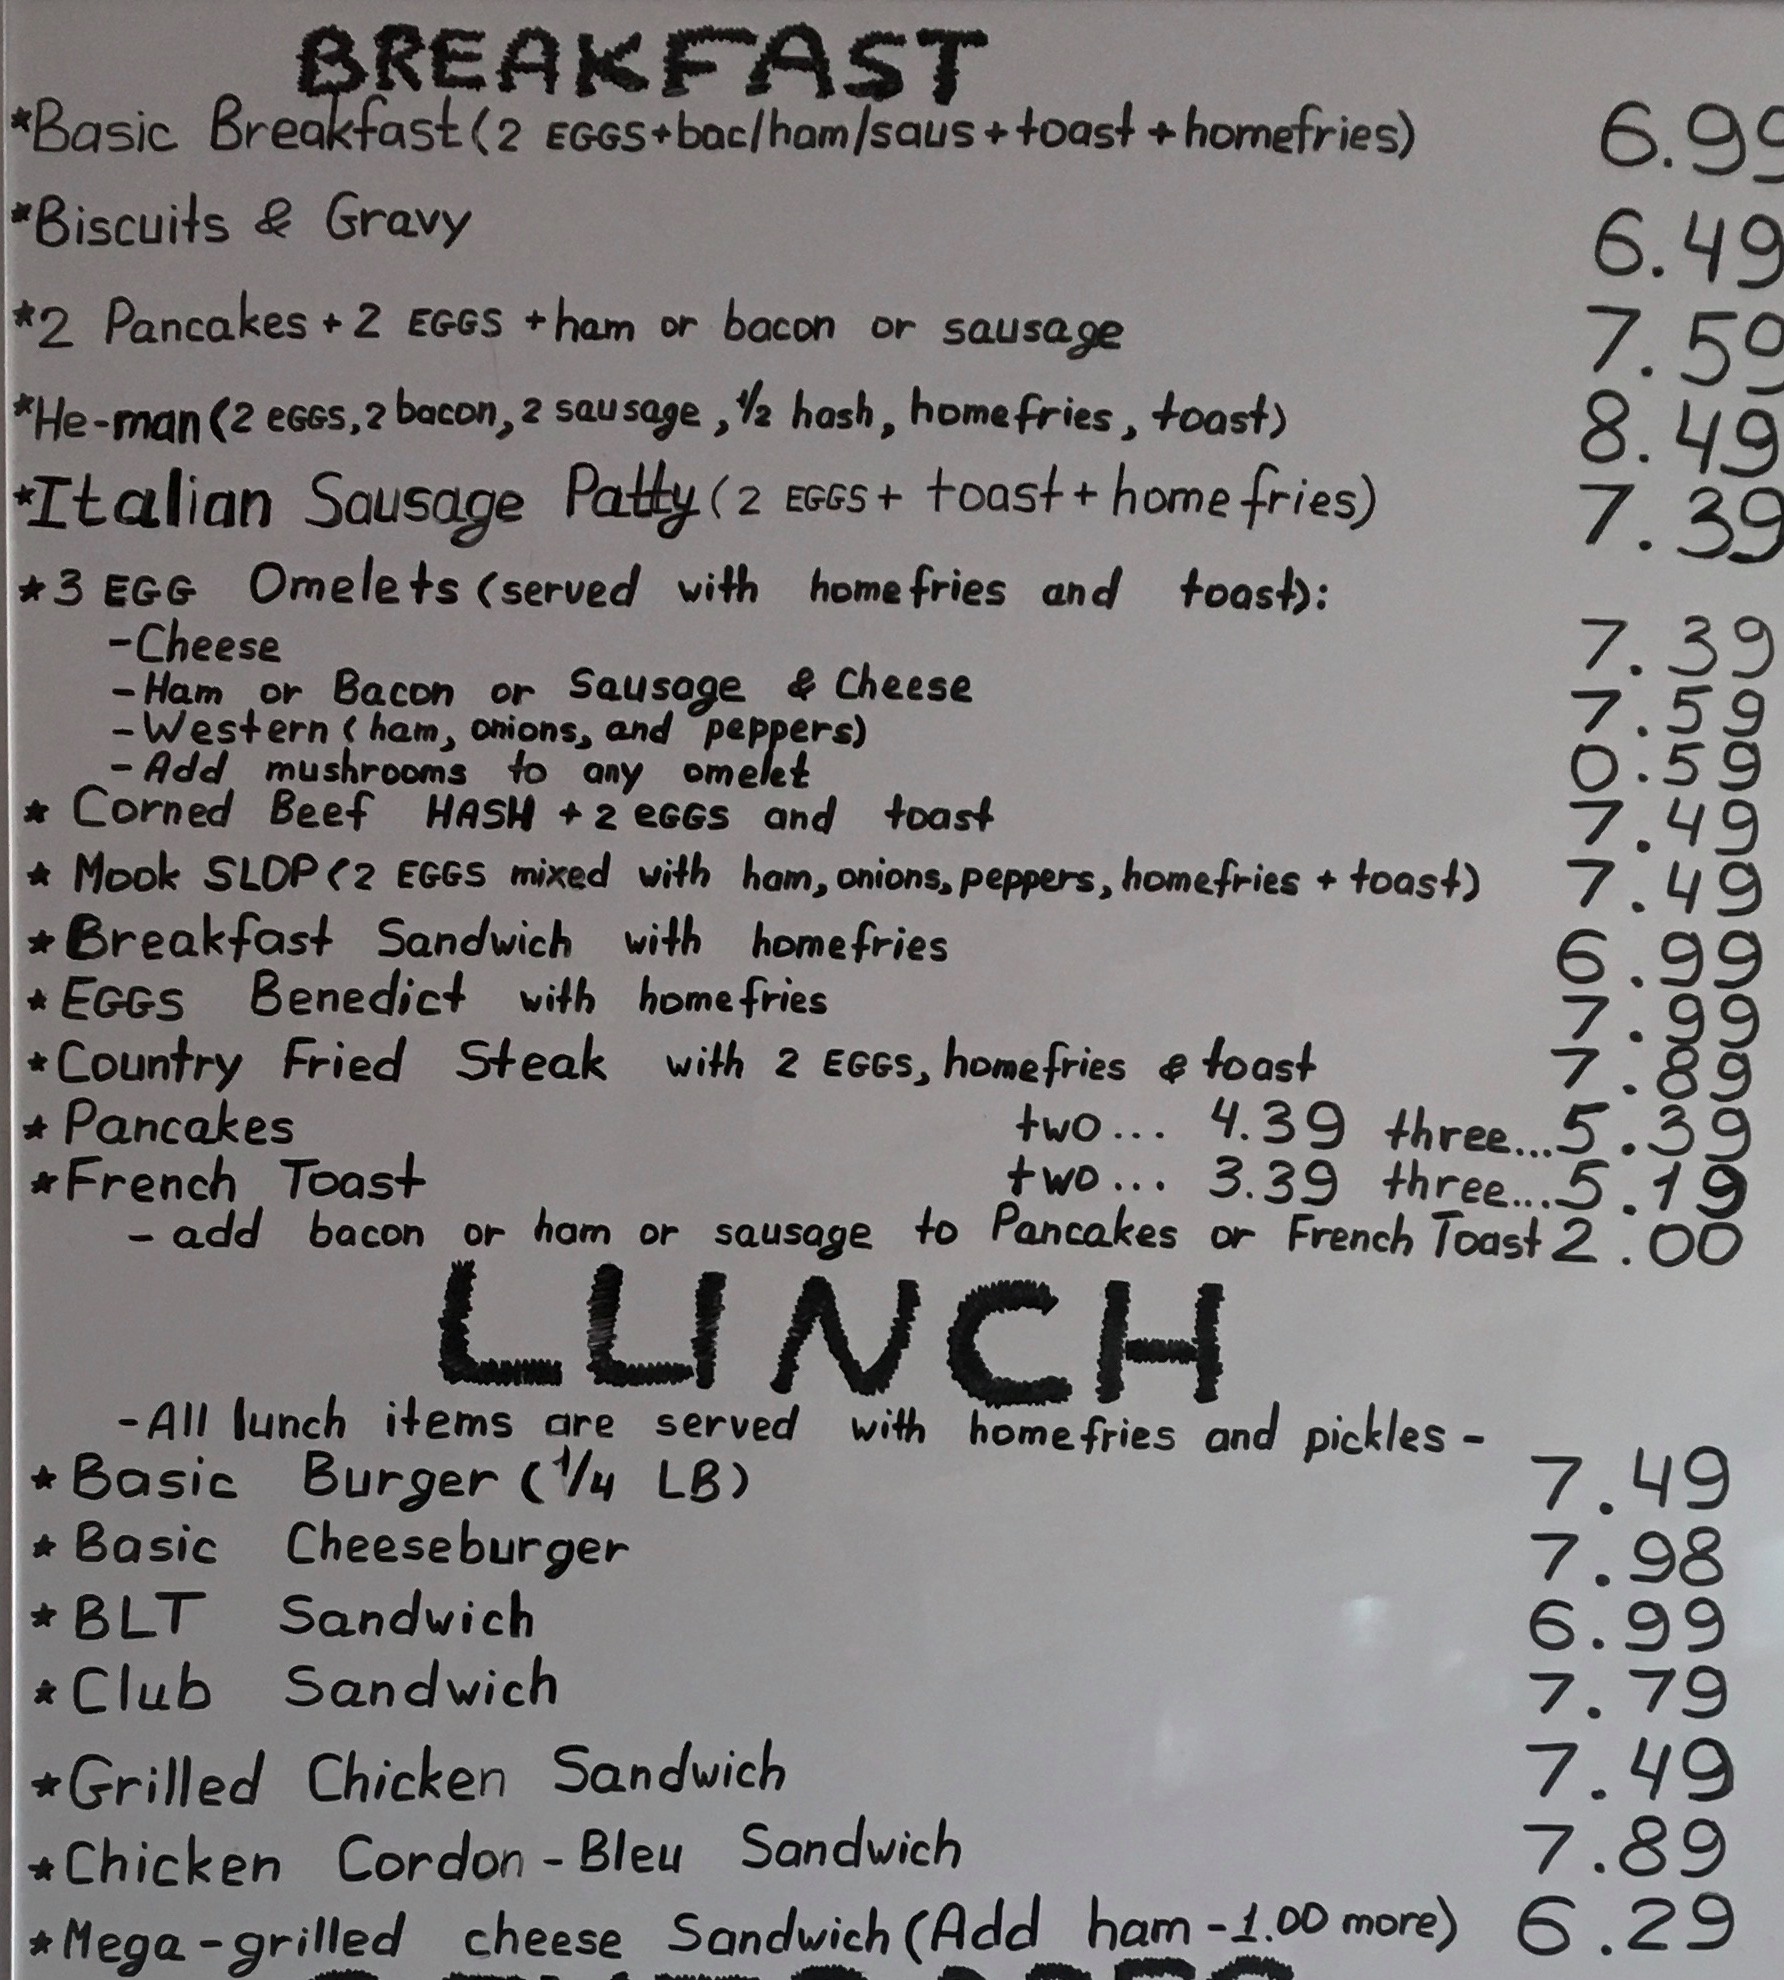 BREAKFAST
*Basic Breakfast (2 EGGS+bac/ham/saus + toast + homefries) 6.99
*Biscuits & Gravy 6.49
*2 Pancakes + 2 EGGS + ham or bacon or sausage 7.59
*He-man (2 eGGS, 2 bacon, 2 sausage, 1/2 hash, homefries, toast) 8.49
*Italian Sausage Patty (2 EGGS + toast + homefries) 7.39
*3 EGG Omelets (served with homefries and toast):
-Cheese 7.39
-Ham or Bacon or Sausage & Cheese 7.59
-Western (ham, onions, and peppers)
-Add mushrooms to any omelet 0.59
* Corned Beef HASH + 2 eGGS and toast 7.49
* Mook SLOP (2 EGGS mixed with ham, onions, peppers, homefries + toast) 7.49
* Breakfast Sandwich with homefries 6.99
* EGGS Benedict with homefries 7.99
* Country Fried Steak with 2 EGGS, homefries & toast 7.89
* Pancakes two... 4.39 three...5.39
* French Toast two... 3.39 three...5.19
- add bacon or ham or sausage to Pancakes or French Toast 2.00
LUNCH
-All lunch items are served with homefries and pickles-
* Basic Burger (1/4 LB) 7.49
* Basic Cheeseburger 7.98
* BLT Sandwich 6.99
* Club Sandwich 7.79
* Grilled Chicken Sandwich 7.49
* Chicken Cordon-Bleu Sandwich 7.89
* Mega-grilled cheese Sandwich (Add ham -1.00 more) 6.29